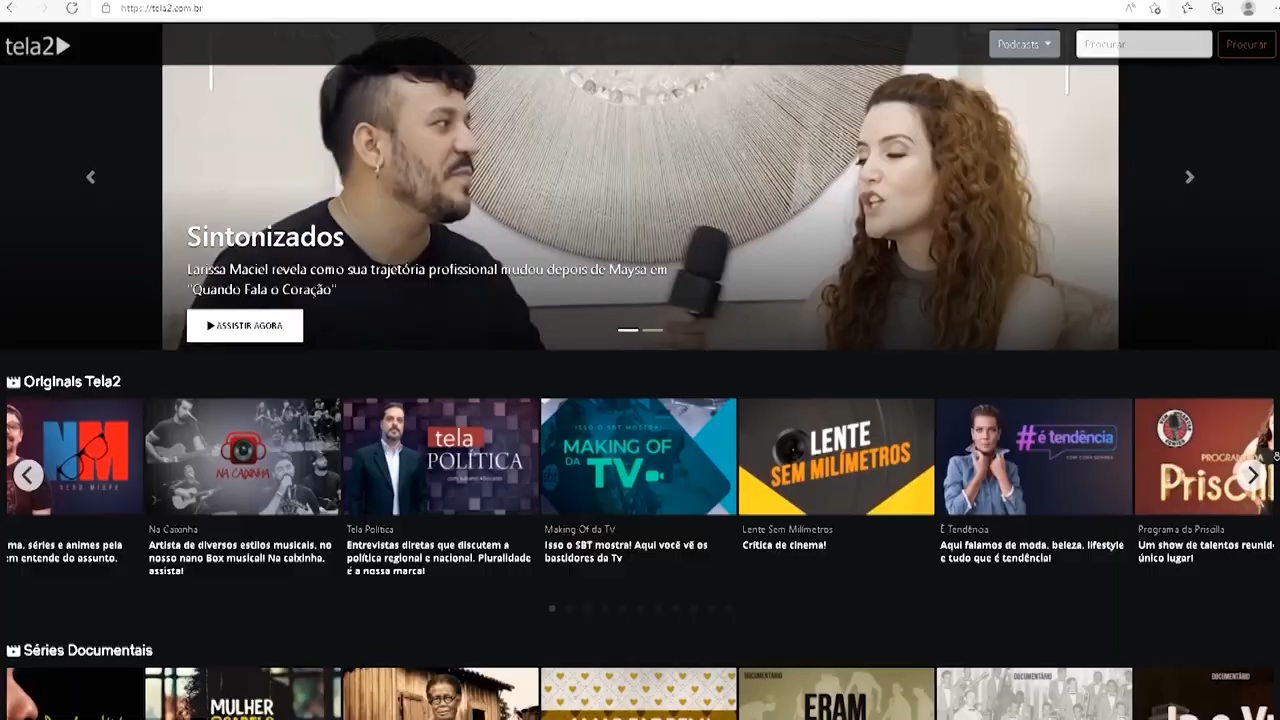 https://tela2.com.br
tela2
Podcasts
Procurar
Procurar
Sintonizados
Larissa Maciel revela como sua trajetória profissional mudou depois de Maysa em
"Quando Fala o Coração"
ASSISTIR AGORA
Originais Tela2
NM
NA CAIXINHA
tela
POLÍTICA
ISSO O SBT MOSTRA!
MAKING OF
DA TV
LENTE
SEM MILÍMETROS
#é tendência
PROGRAMA DA
Na Caixinha
Tela Política
Making Of da TV
Lente Sem Milímetros
É Tendência
Programa da Priscilla
ma, séries e animes pela
m entende do assunto.
Artista de diversos estilos musicais, no
nosso nano Box musical! Na caixinha,
assista!
Entrevistas diretas que discutem a
política regional e nacional. Pluralidade
é a nossa marca!
Isso o SBT mostra! Aqui você vê os
bastidores da Tv
Crítica de cinema!
Aqui falamos de moda, beleza, lifestyle
e tudo que é tendência!
Um show de talentos reunid
único lugar!
Séries Documentais
MULHER
DOCUMENTÁRIO
ERAM
DOCUMENTÁRIO
DOCUMENTÁRIO